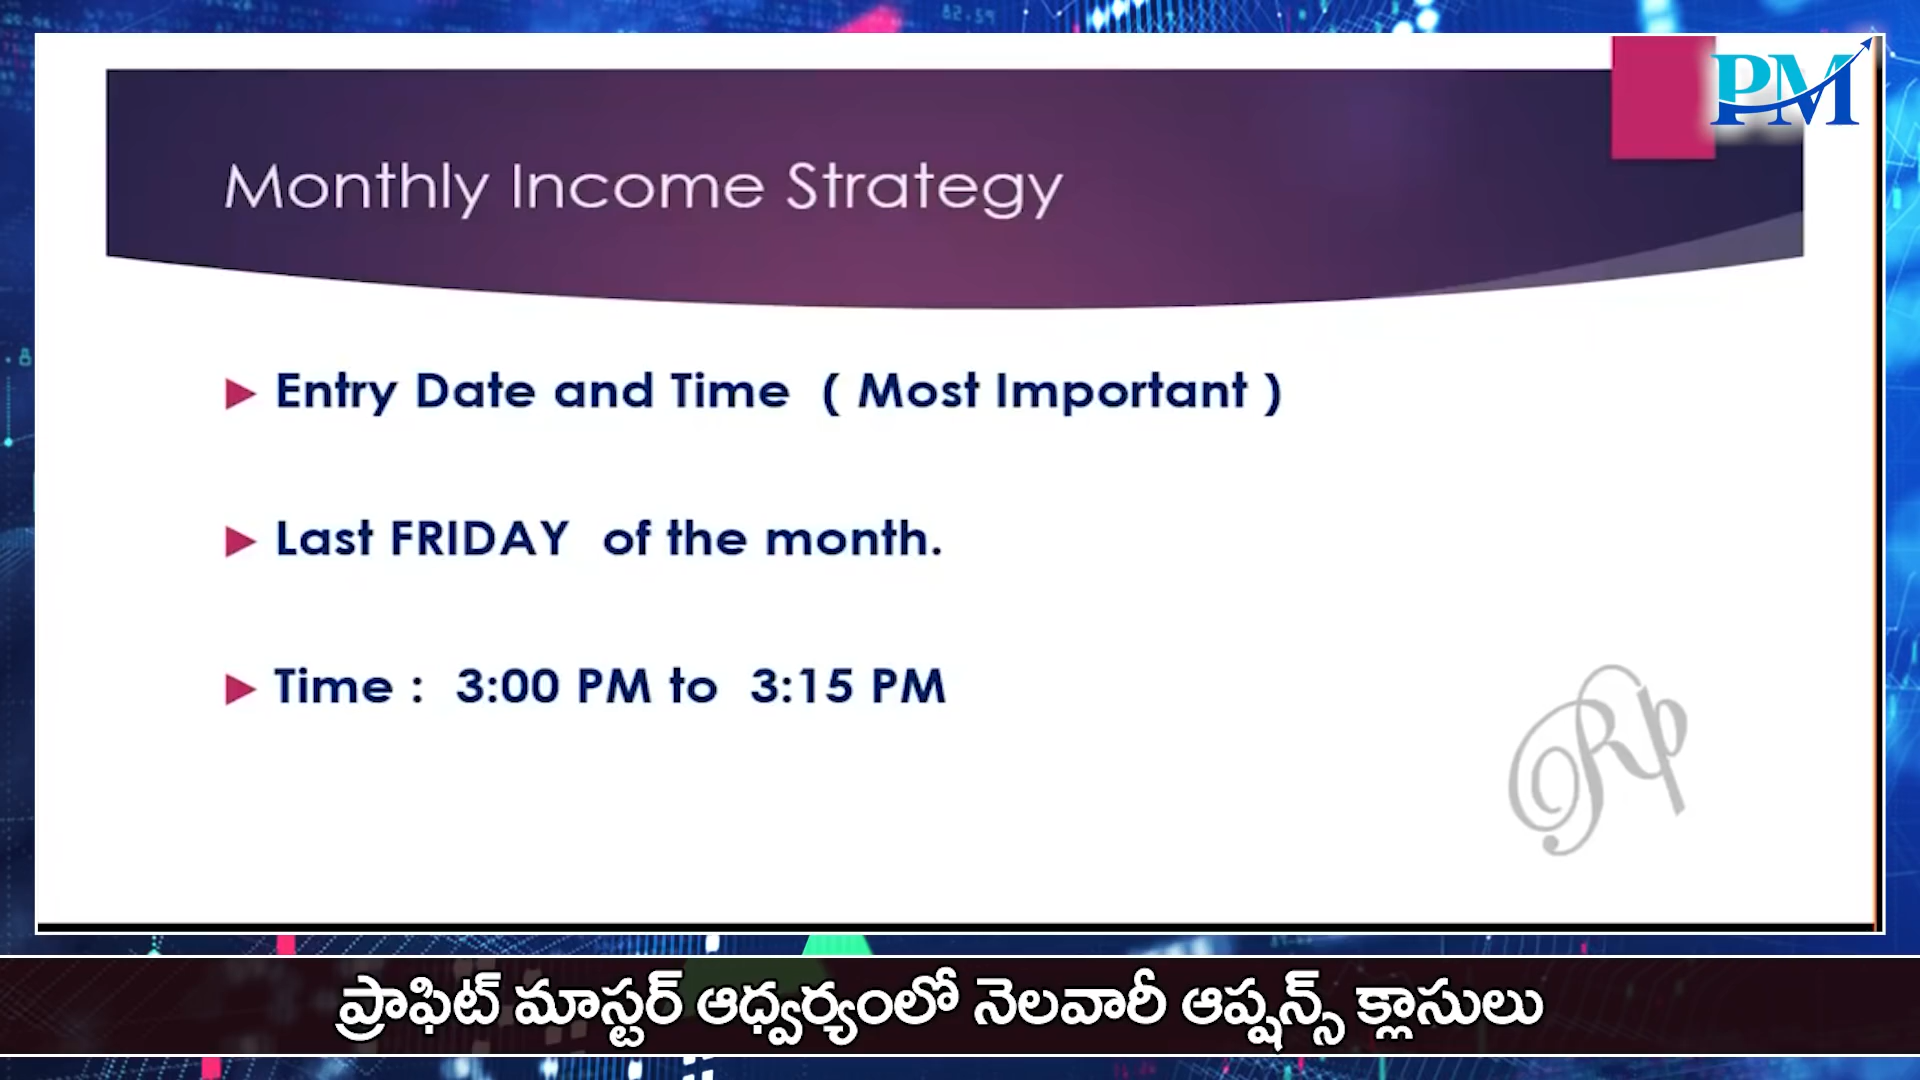 PM
Monthly Income Strategy
Entry Date and Time ( Most Important )
Last FRIDAY of the month.
Time : 3:00 PM to 3:15 PM
Rp
ప్రాఫిట్ మాస్టర్ ఆధ్వర్యంలో నెలవారీ ఆప్షన్స్ క్లాసులు